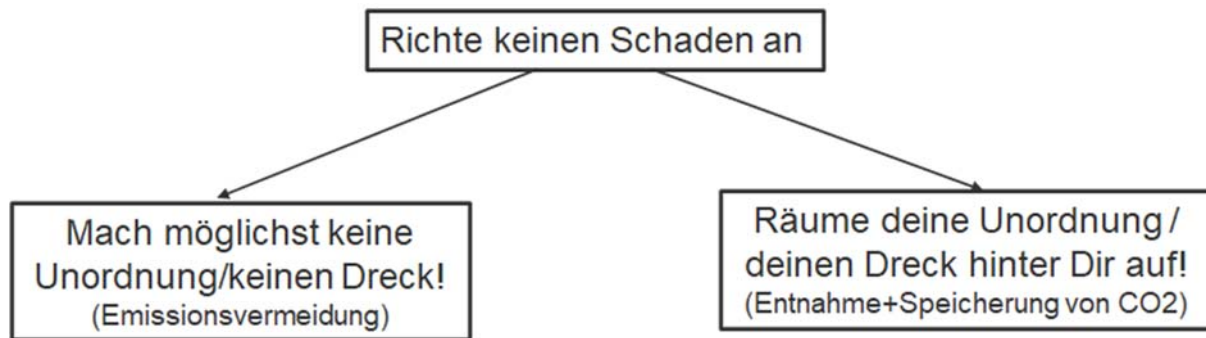 Richte keinen Schaden an
Mach möglichst keine
Unordnung/keinen Dreck!
(Emissionsvermeidung)
Räume deine Unordnung /
deinen Dreck hinter Dir auf!
(Entnahme+Speicherung von CO2)